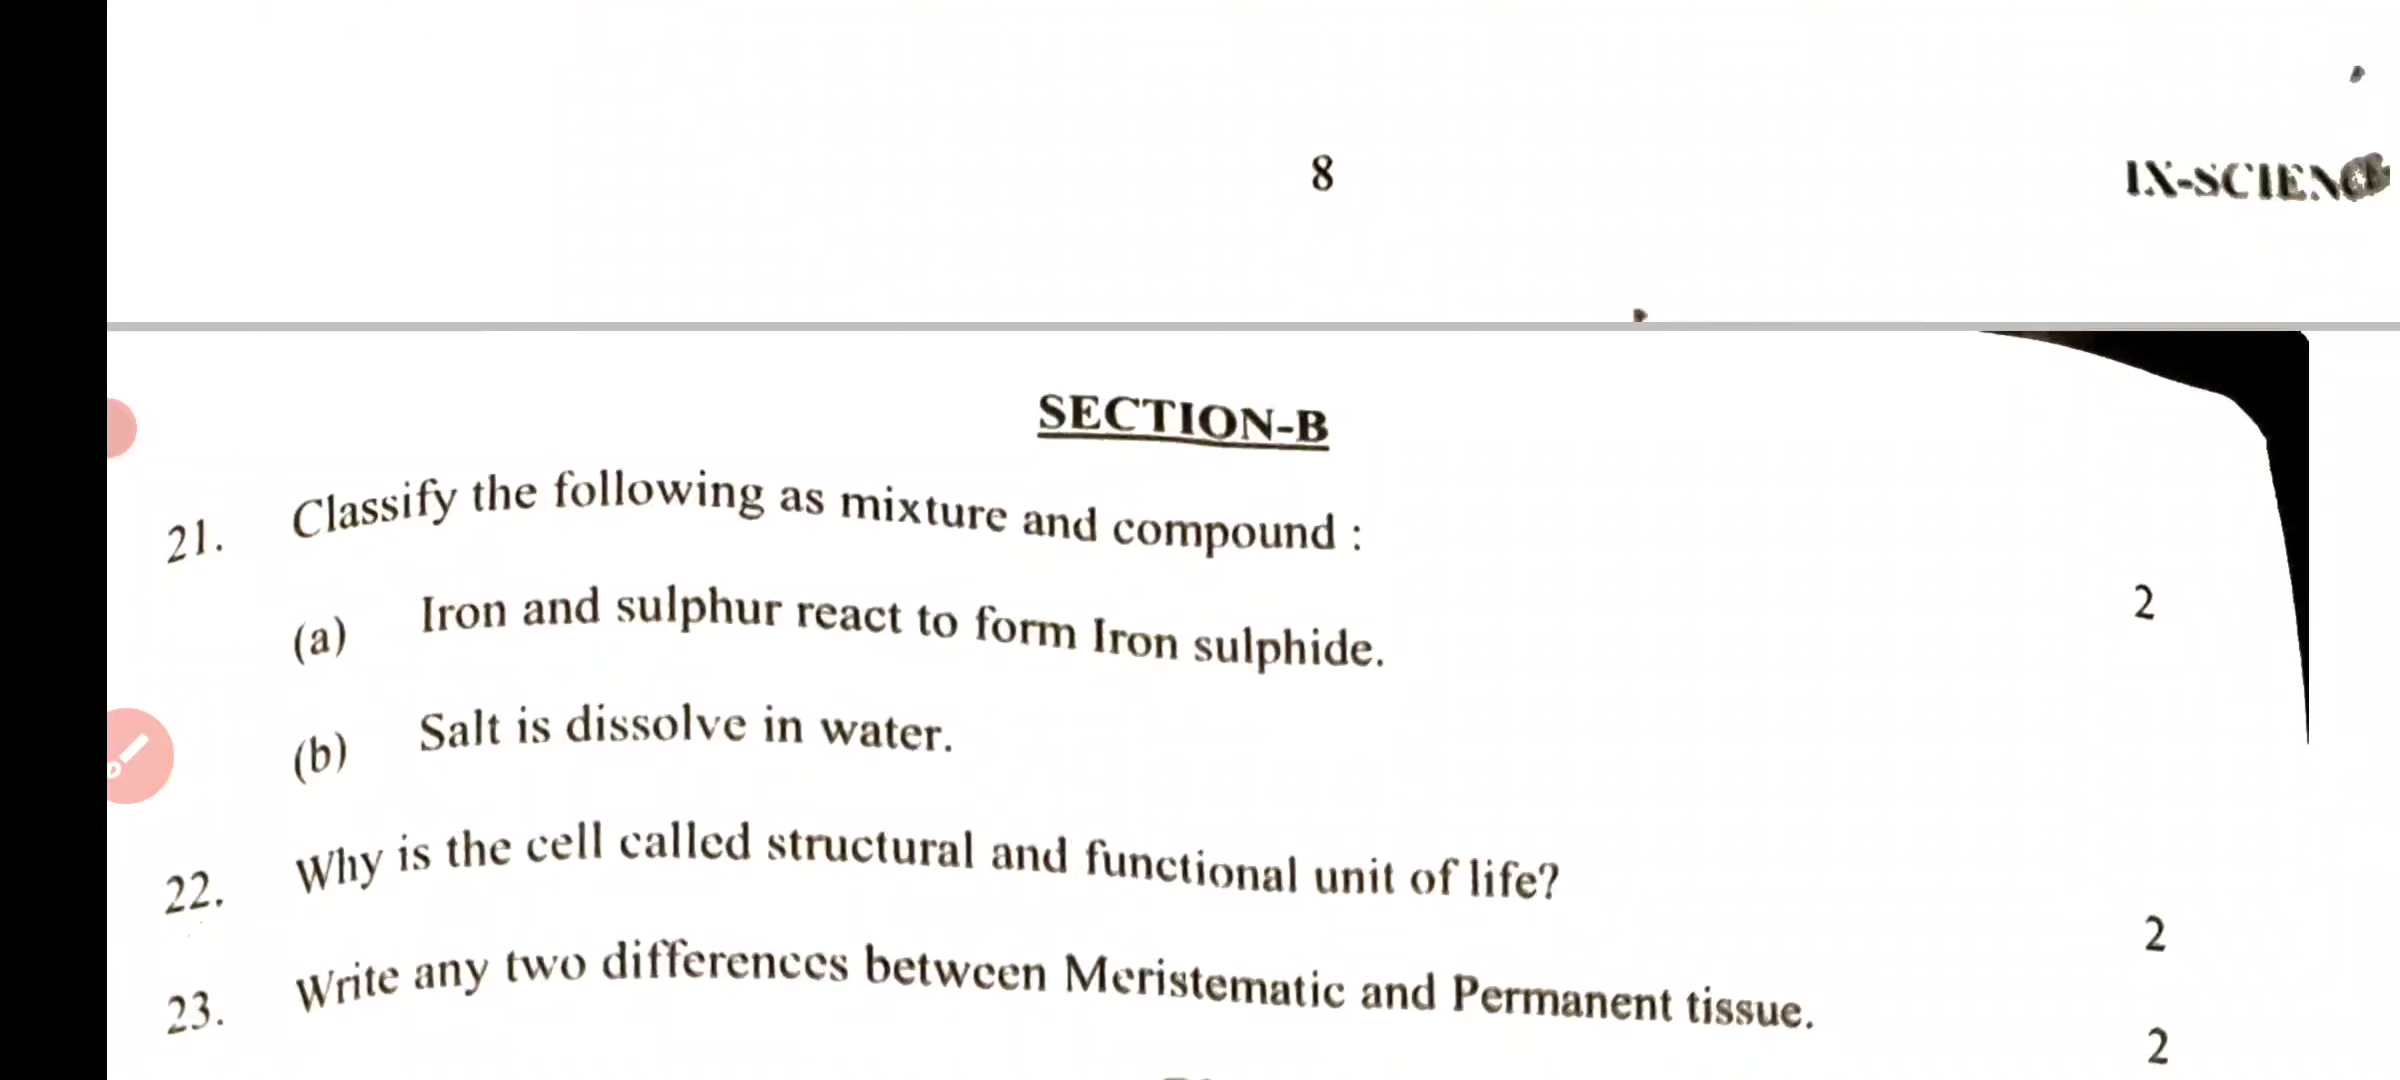 8
IX-SCIENCE
SECTION-B
21. Classify the following as mixture and compound :
2
(a) Iron and sulphur react to form Iron sulphide.
(b) Salt is dissolve in water.
22. Why is the cell called structural and functional unit of life?
2
23. Write any two differences between Meristematic and Permanent tissue.
2